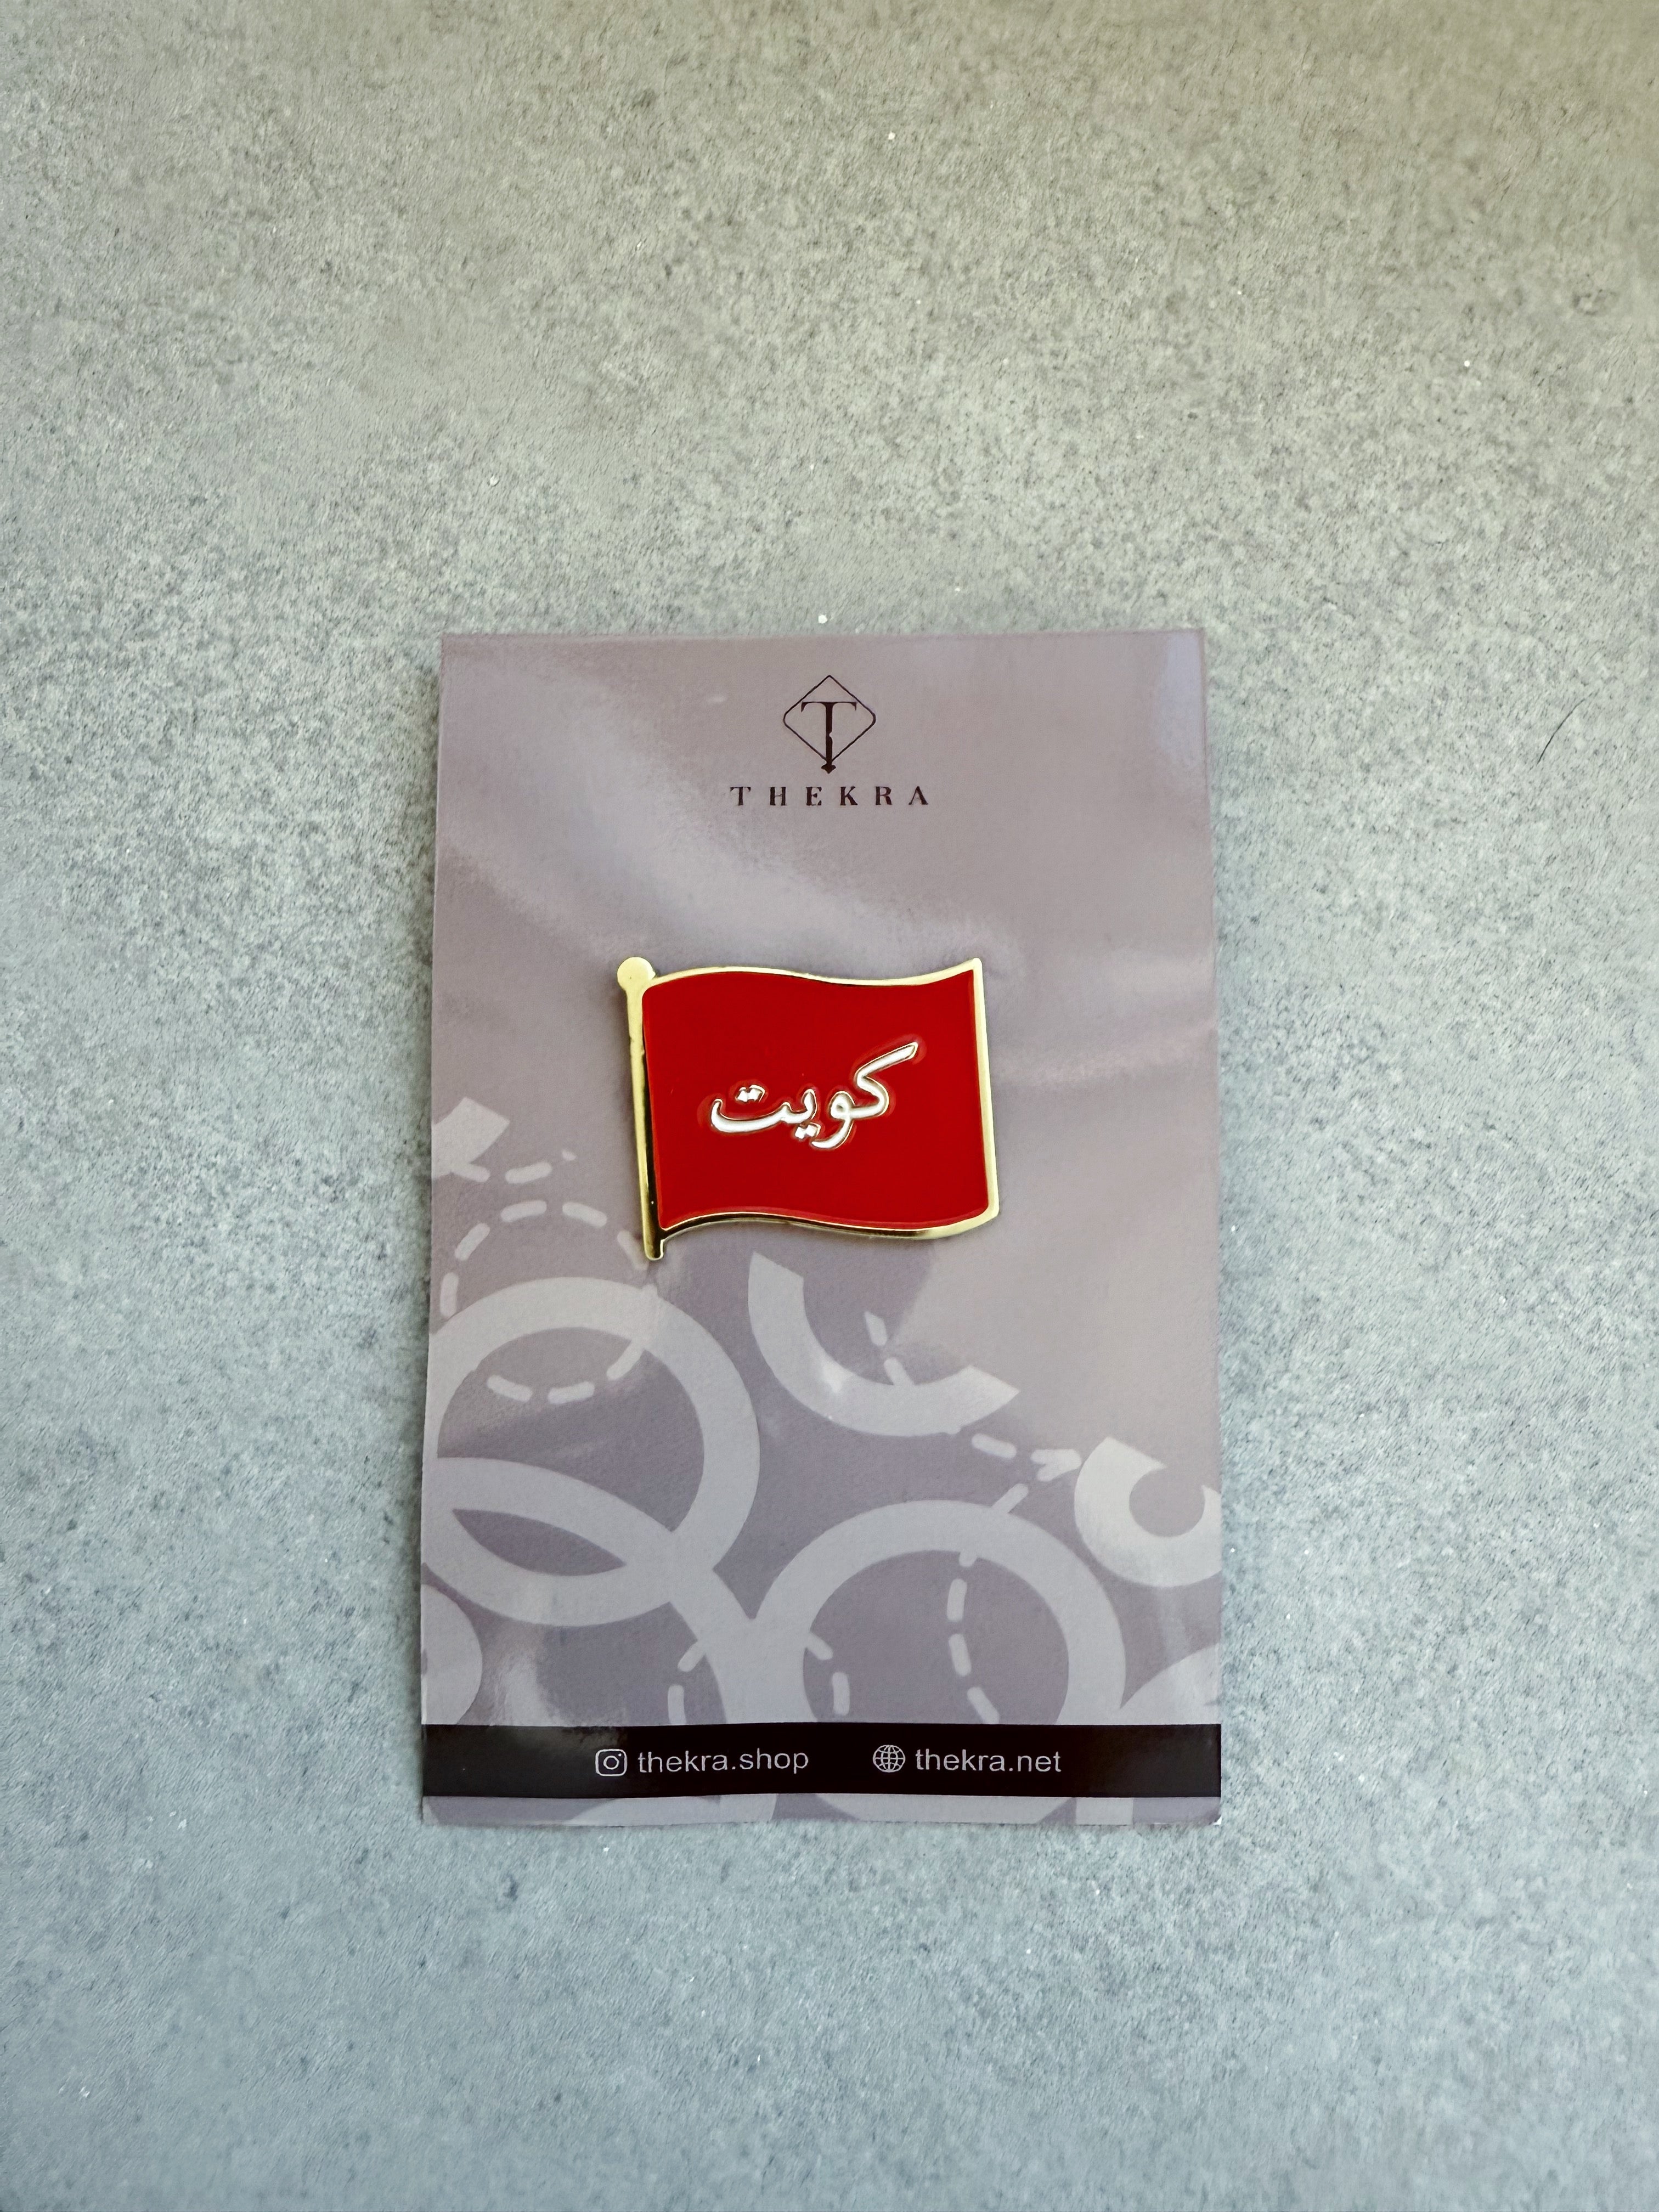 T
THEKRA
كويت
thekra.shop thekra.net